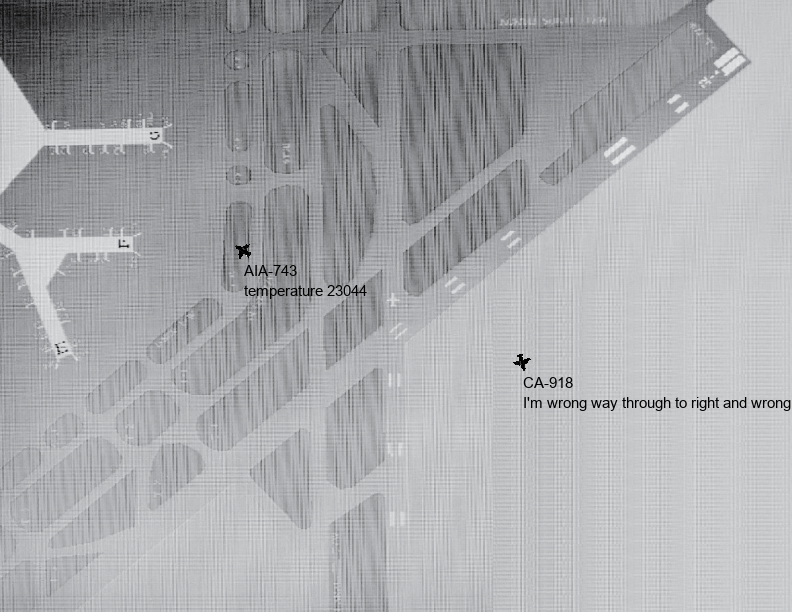 G
F
AIA-743
temperature 23044
CA-918
I'm wrong way through to right and wrong